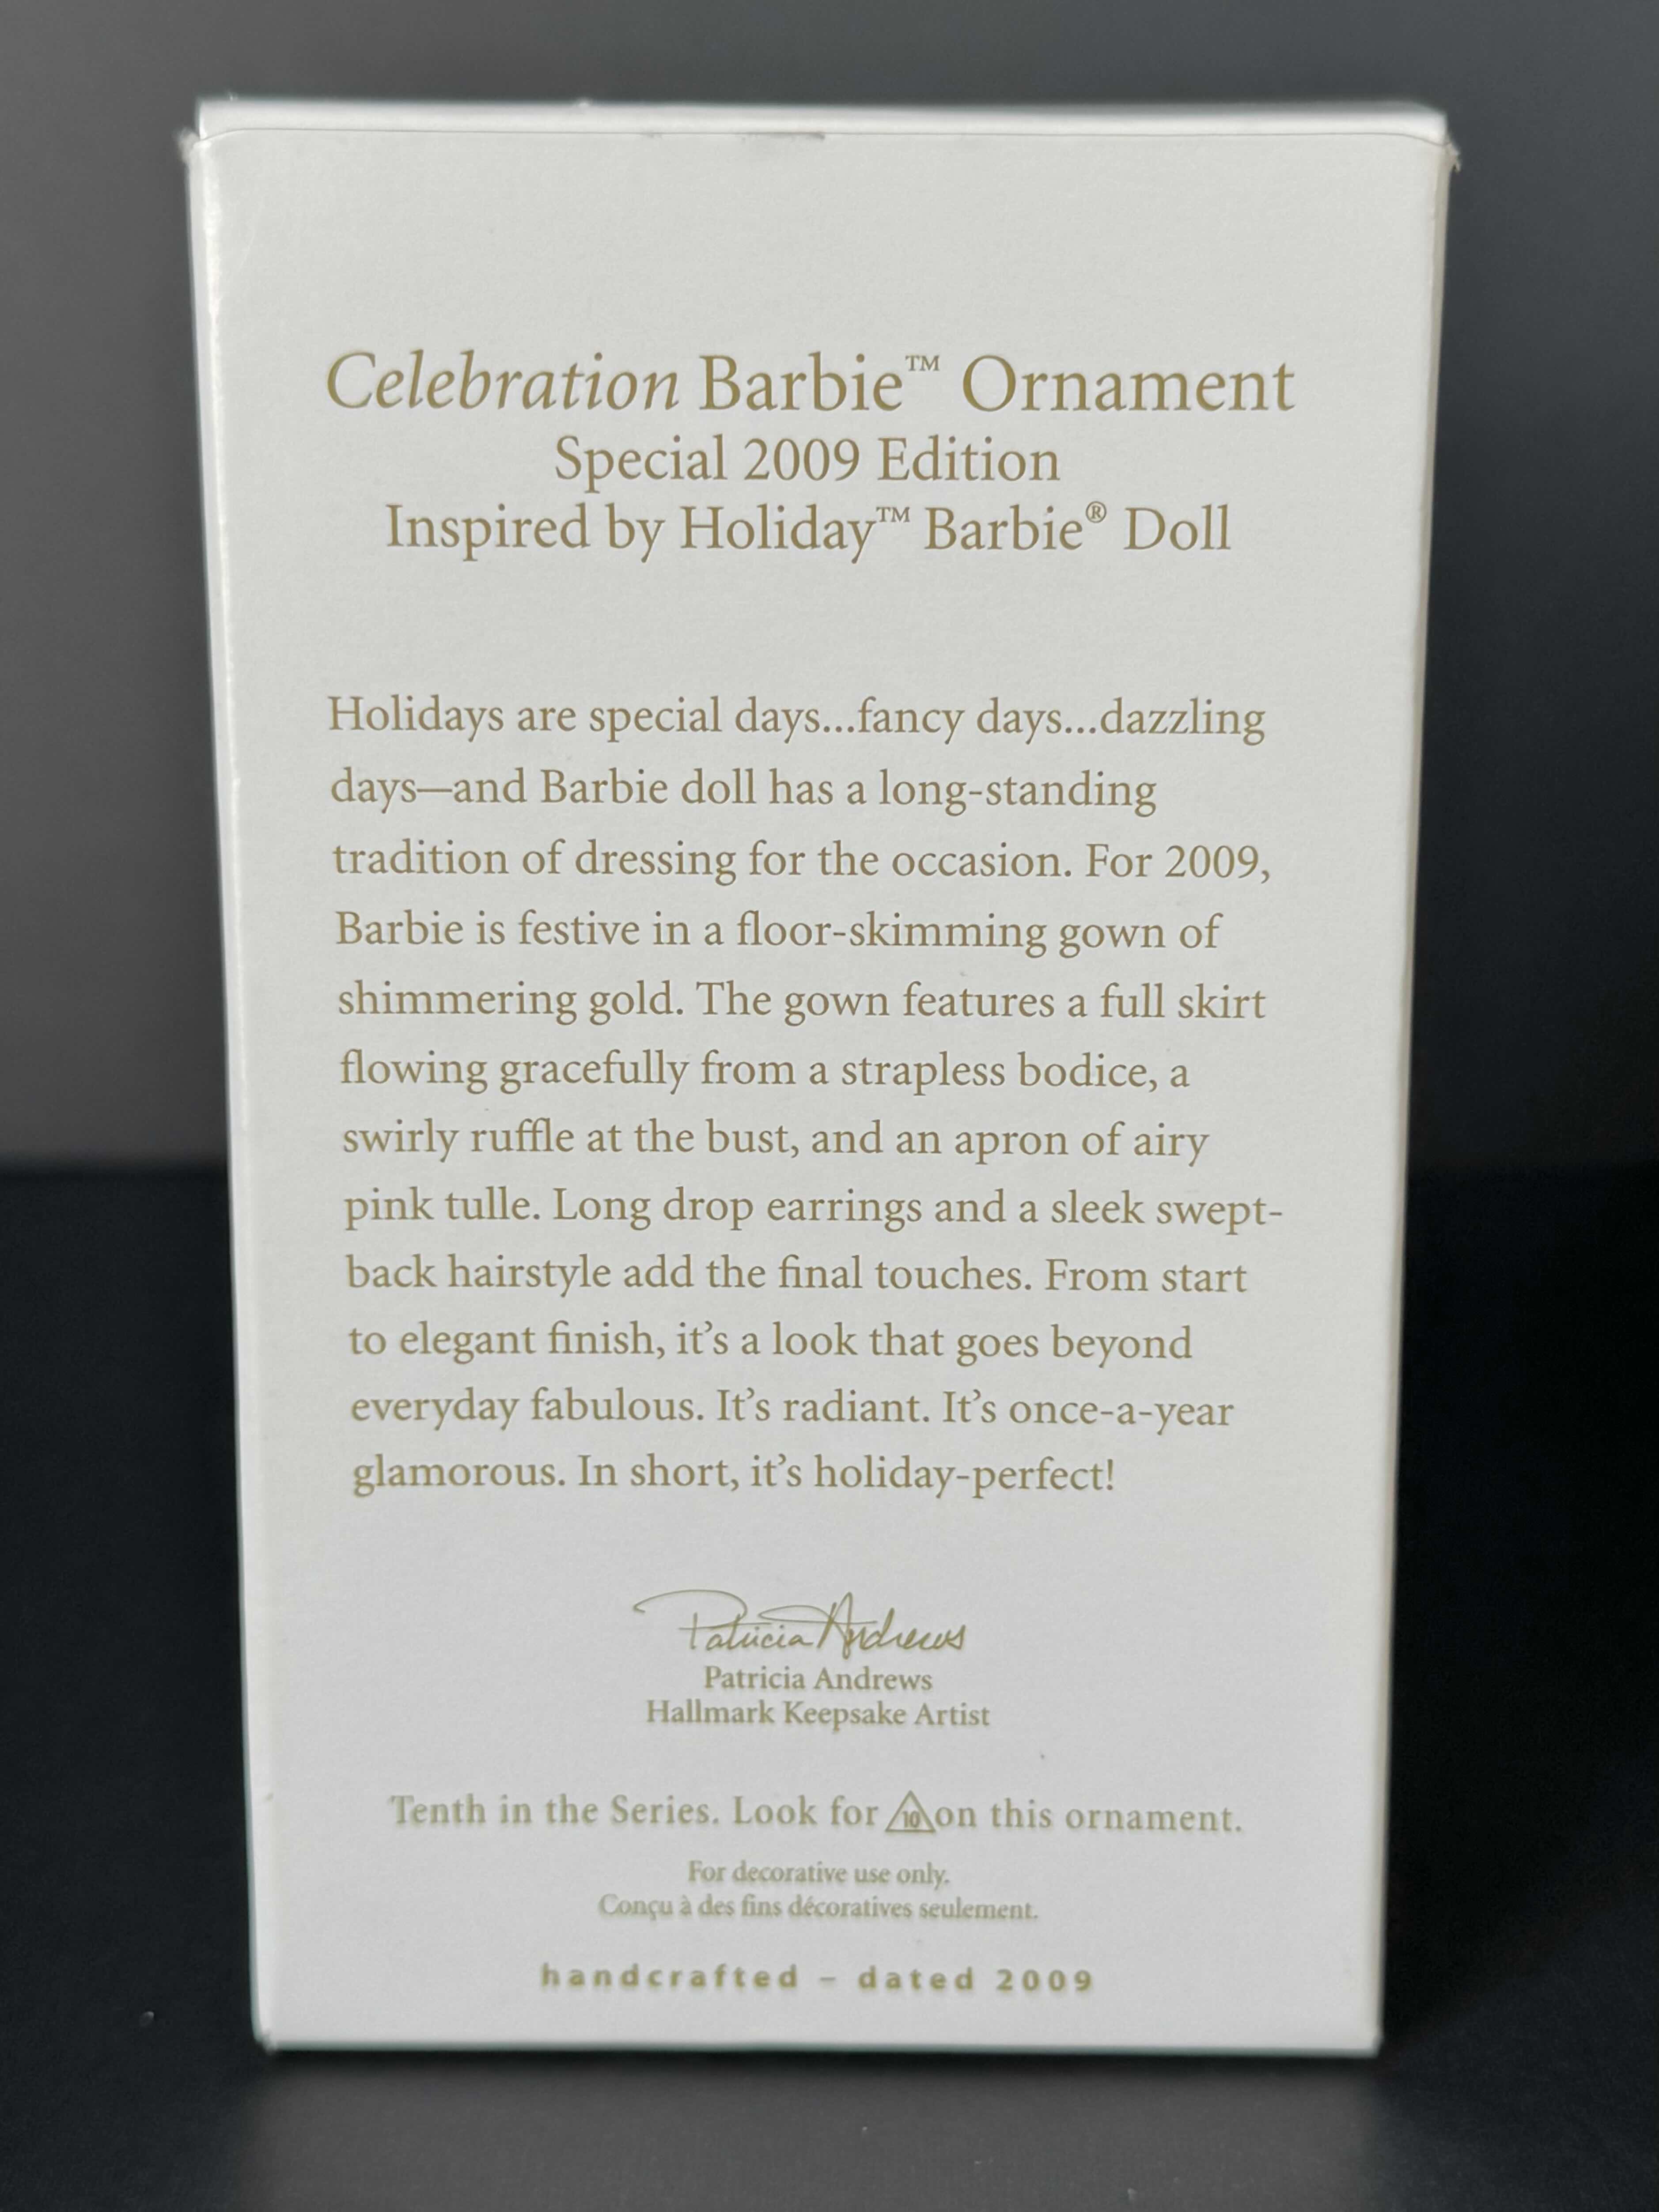 Celebration Barbie™ Ornament
Special 2009 Edition
Inspired by Holiday™ Barbie® Doll
Holidays are special days...fancy days...dazzling
days—and Barbie doll has a long-standing
tradition of dressing for the occasion. For 2009,
Barbie is festive in a floor-skimming gown of
shimmering gold. The gown features a full skirt
flowing gracefully from a strapless bodice, a
swirly ruffle at the bust, and an apron of airy
pink tulle. Long drop earrings and a sleek swept-
back hairstyle add the final touches. From start
to elegant finish, it's a look that goes beyond
everyday fabulous. It's radiant. It's once-a-year
glamorous. In short, it's holiday-perfect!
Patricia Andrews
Patricia Andrews
Hallmark Keepsake Artist
Tenth in the Series. Look for 10 on this ornament.
For decorative use only.
Conçu à des fins décoratives seulement.
handcrafted – dated 2009